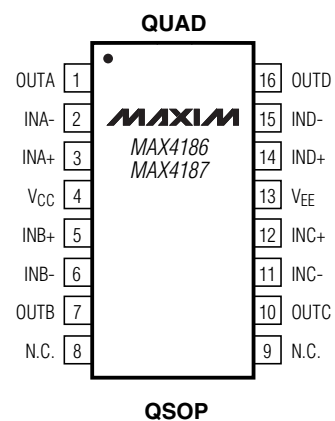 QUAD
OUTA 1 16 OUTD
INA- 2 MAXIM 15 IND-
INA+ 3 MAX4186 14 IND+
MAX4187
VCC 4 13 VEE
INB+ 5 12 INC+
INB- 6 11 INC-
OUTB 7 10 OUTC
N.C. 8 9 N.C.
QSOP